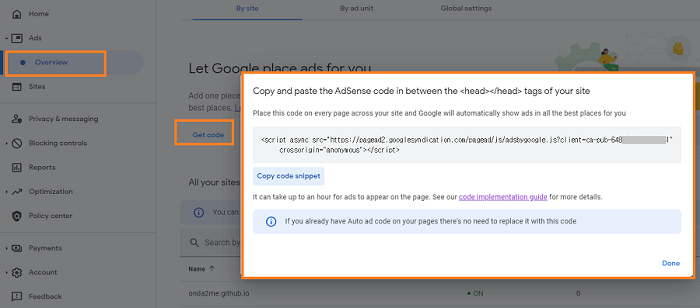 Home
Ads
Overview
Sites
Privacy & messaging
Blocking controls
Reports
Optimization
Policy center
Payments
Account
Feedback
By site
By ad unit
Global settings
Let Google place ads for you
Add one piece
best places.
Get code
All your sites
You can
Search by
Name
onda2me.github.io
ON
0
Copy and paste the AdSense code in between the <head></head> tags of your site
Place this code on every page across your site and Google will automatically show ads in all the best places for you
<script async src="https://pagead2.googlesyndication.com/pagead/js/adsbygoogle.js?client=ca-pub-640
crossorigin="anonymous"></script>
Copy code snippet
It can take up to an hour for ads to appear on the page. See our code implementation guide for more details.
If you already have Auto ad code on your pages there's no need to replace it with this code
Done